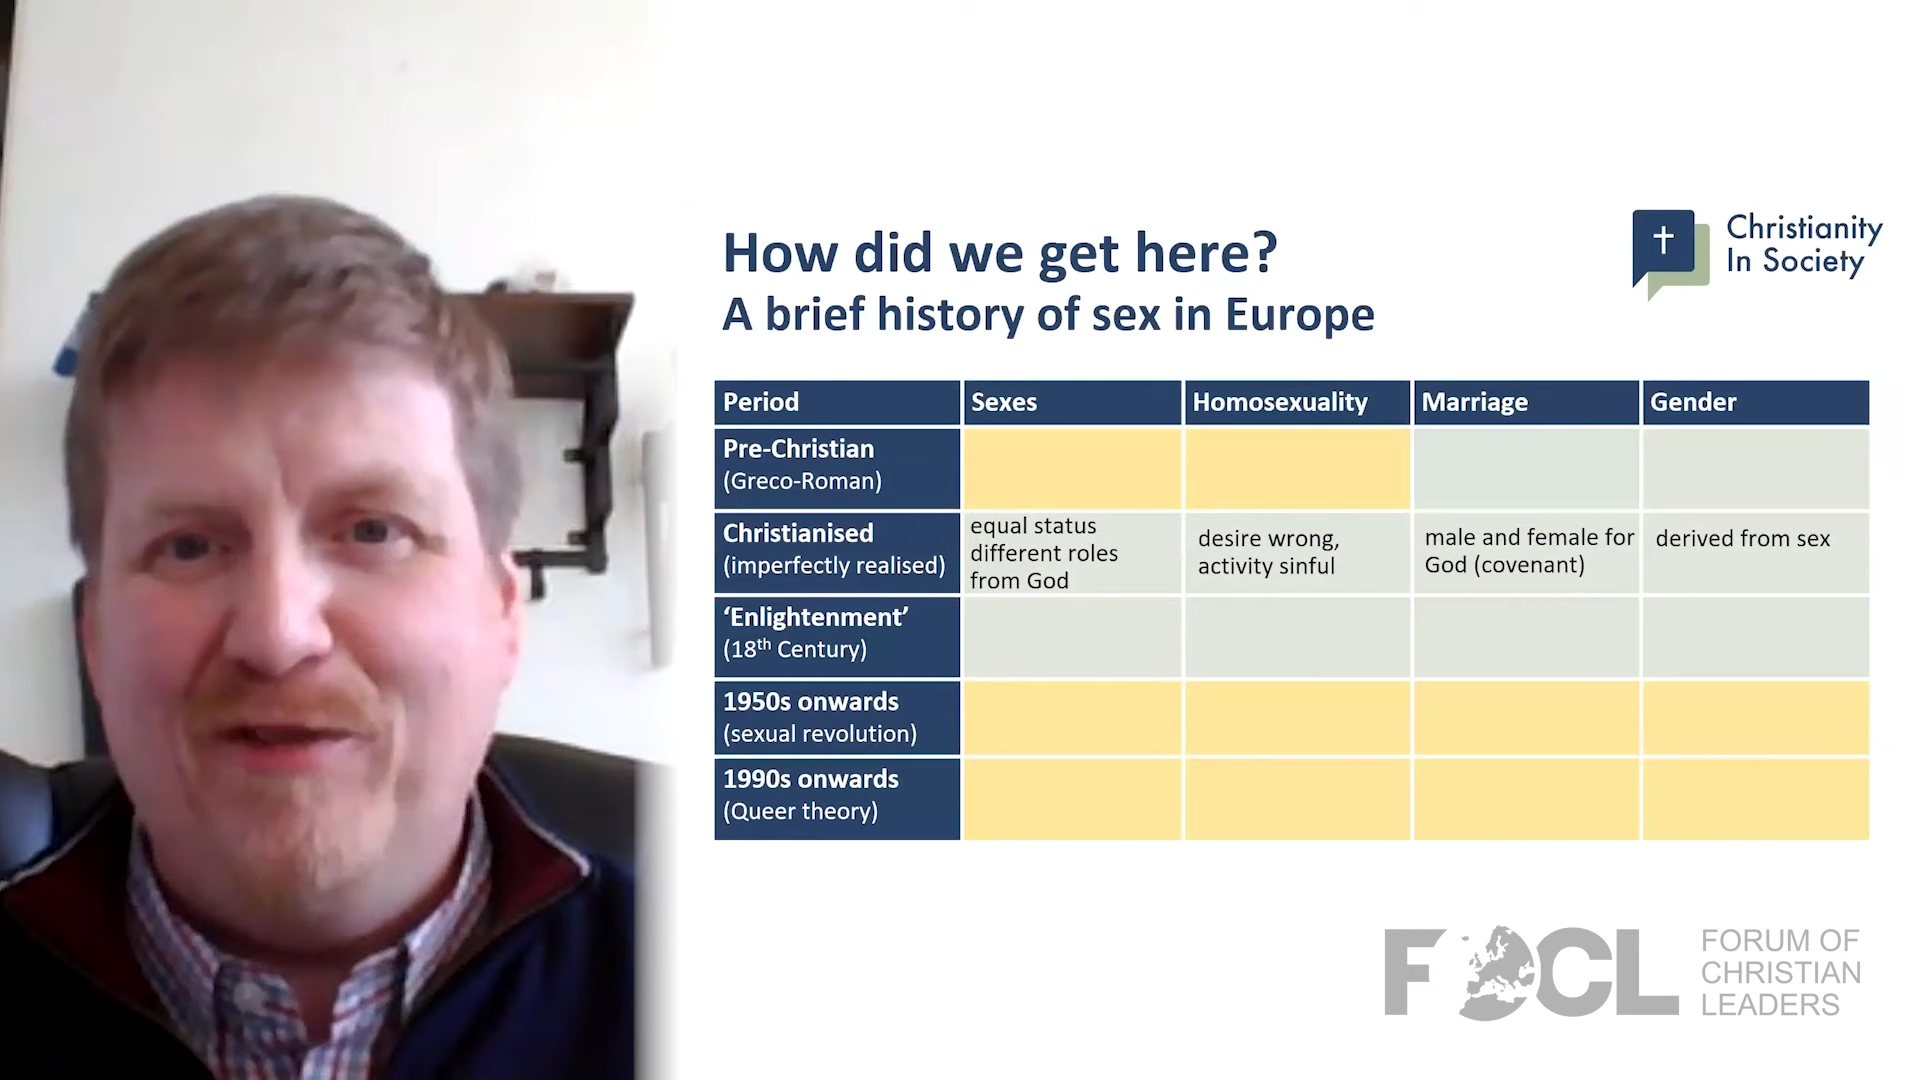 How did we get here?
A brief history of sex in Europe
Christianity
In Society
Period
Sexes
Homosexuality
Marriage
Gender
Pre-Christian
(Greco-Roman)
Christianised
(imperfectly realised)
equal status
different roles
from God
desire wrong,
activity sinful
male and female for
God (covenant)
derived from sex
‘Enlightenment’
(18th Century)
1950s onwards
(sexual revolution)
1990s onwards
(Queer theory)
FOCL
FORUM OF
CHRISTIAN
LEADERS